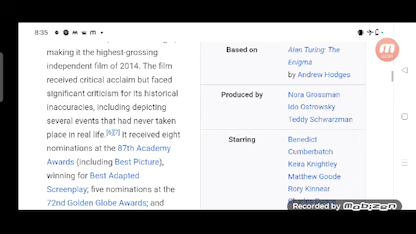 8:35
making it the highest-grossing
independent film of 2014. The film
received critical acclaim but faced
significant criticism for its historical
inaccuracies, including depicting
several events that had never taken
place in real life.[6][7] It received eight
nominations at the 87th Academy
Awards (including Best Picture),
winning for Best Adapted
Screenplay; five nominations at the
72nd Golden Globe Awards; and
Based on
Alan Turing: The
Enigma
by Andrew Hodges
Produced by
Nora Grossman
Ido Ostrowsky
Teddy Schwarzman
Starring
Benedict
Cumberbatch
Keira Knightley
Matthew Goode
Rory Kinnear
Recorded by mobizen